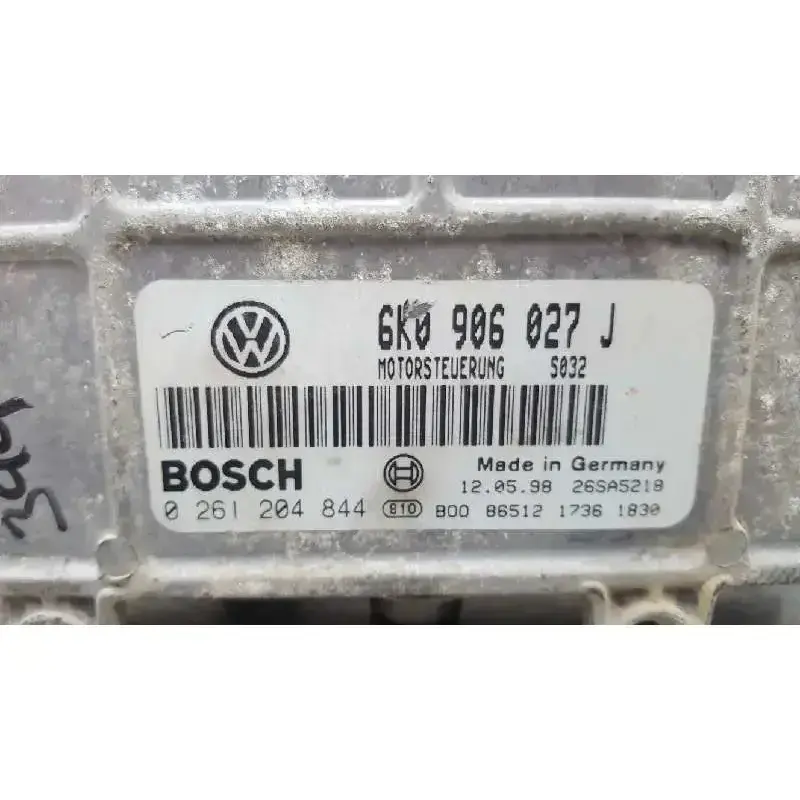 6K0 906 027 J
MOTORSTEUERUNG S032
BOSCH Made in Germany
12.05.98 26SA5218
0 261 204 844 810 B00 86512 1736 1830